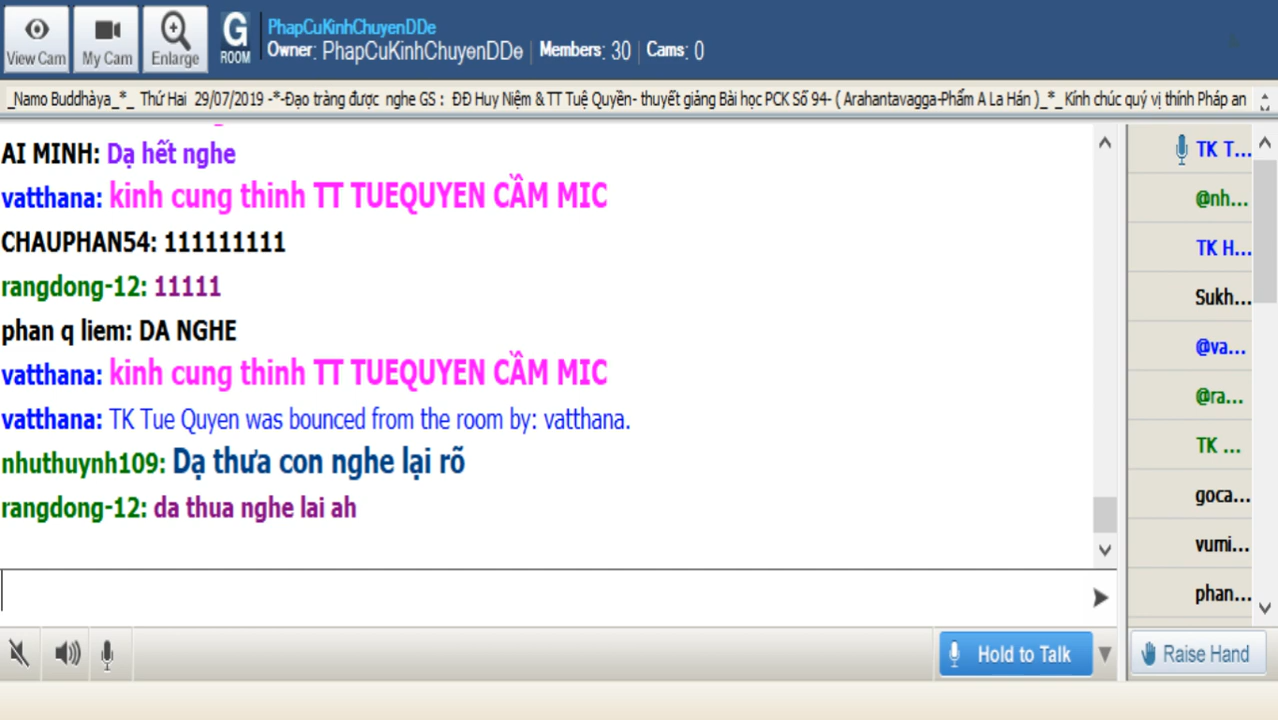 PhapCuKinhChuyenDDe
Owner: PhapCuKinhChuyenDDe | Members: 30 | Cams: 0
View Cam
My Cam
Enlarge
G
ROOM
_Namo Buddhàya_*_ Thứ Hai 29/07/2019 -*-Đạo tràng được nghe GS : ĐĐ Huy Niệm & TT Tuệ Quyền- thuyết giảng Bài học PCK Số 94- ( Arahantavagga-Phẩm A La Hán )_*_ Kính chúc quý vị thính Pháp an
AI MINH: Dạ hết nghe
vatthana: kinh cung thinh TT TUEQUYEN CẦM MIC
CHAUPHAN54: 111111111
rangdong-12: 11111
phan q liem: DA NGHE
vatthana: kinh cung thinh TT TUEQUYEN CẦM MIC
vatthana: TK Tue Quyen was bounced from the room by: vatthana.
nhuthuynh109: Dạ thưa con nghe lại rõ
rangdong-12: da thua nghe lai ah
TK T...
@nh...
TK H...
Sukh...
@va...
@ra...
TK ...
goca...
vumi...
phan...
Hold to Talk
Raise Hand